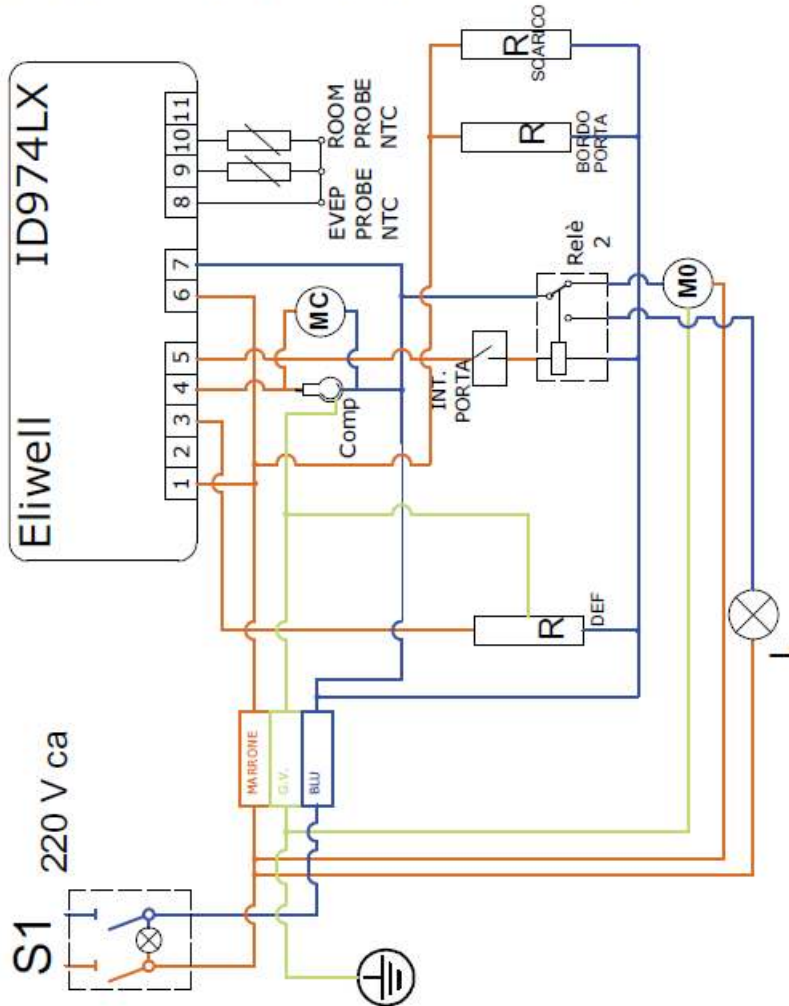 Eliwell
ID974LX
1 2 3 4 5 6 7 8 9 10 11
S1
220 V ca
MARRONE
G.V.
BLU
Comp
MC
EVEP
PROBE
NTC
ROOM
PROBE
NTC
INT.
PORTA
Relè
2
M0
R
DEF
R
BORDO
PORTA
R
SCARICO